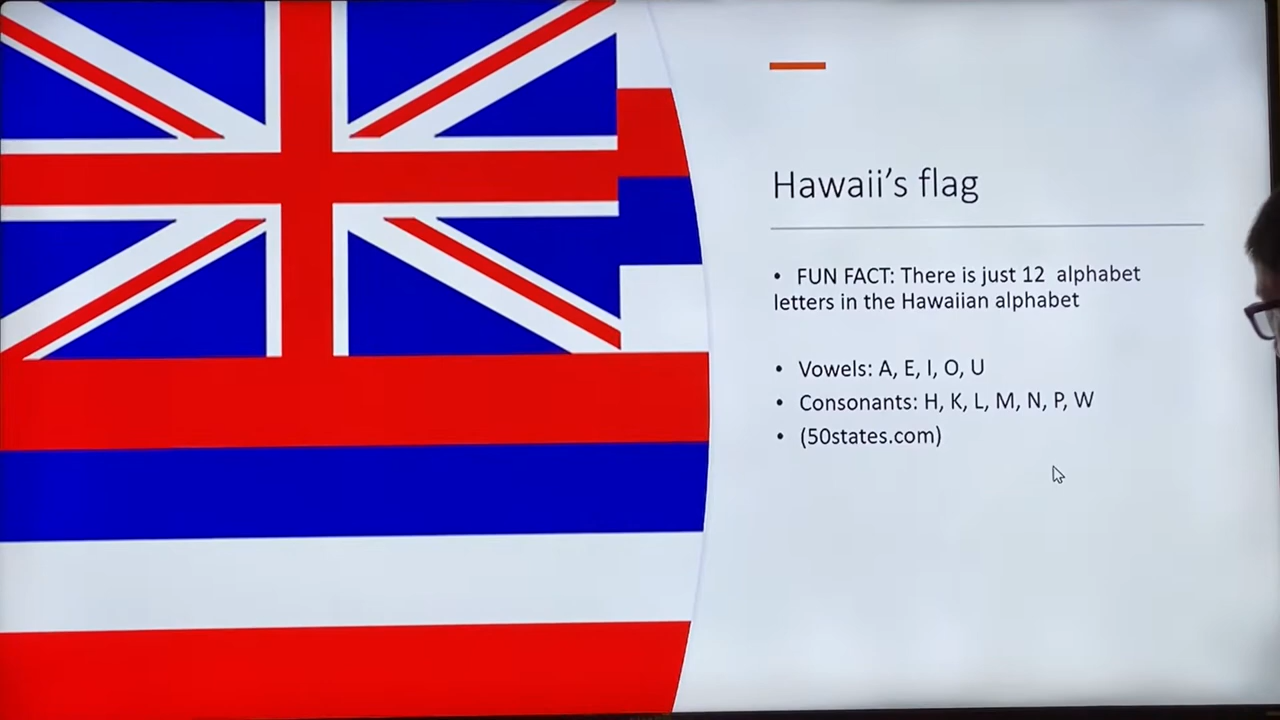 Hawaii's flag
• FUN FACT: There is just 12 alphabet
letters in the Hawaiian alphabet
• Vowels: A, E, I, O, U
• Consonants: H, K, L, M, N, P, W
• (50states.com)